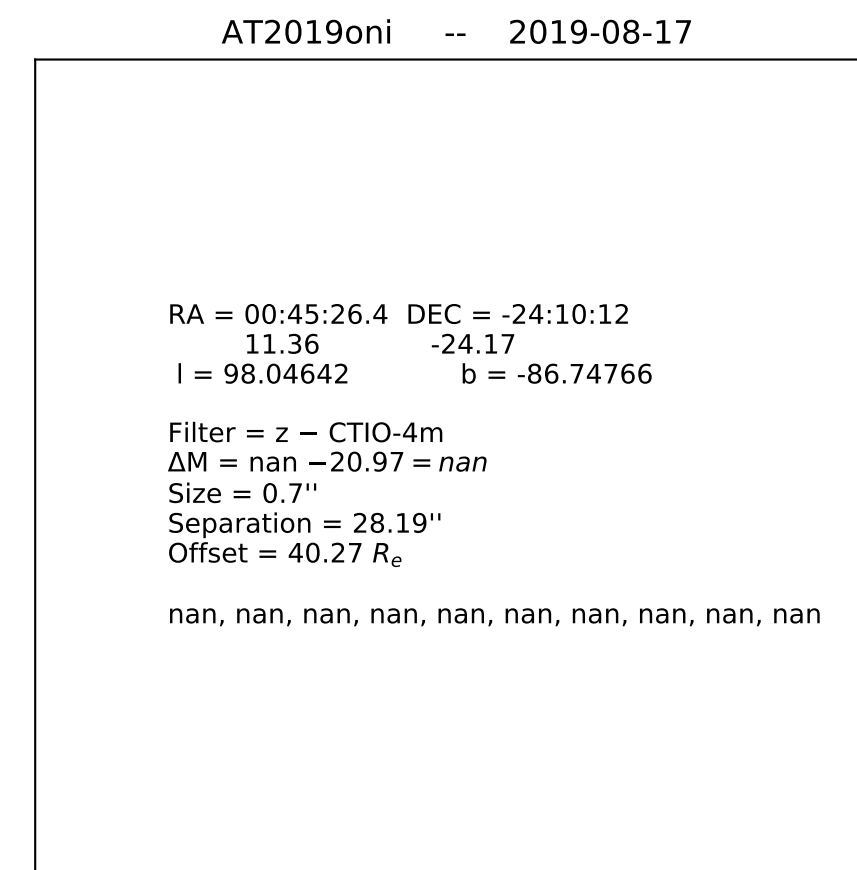 AT2019oni -- 2019-08-17
RA = 00:45:26.4 DEC = -24:10:12
11.36 -24.17
l = 98.04642 b = -86.74766
Filter = z − CTIO-4m
ΔM = nan −20.97 = nan
Size = 0.7''
Separation = 28.19''
Offset = 40.27 Rₑ
nan, nan, nan, nan, nan, nan, nan, nan, nan, nan